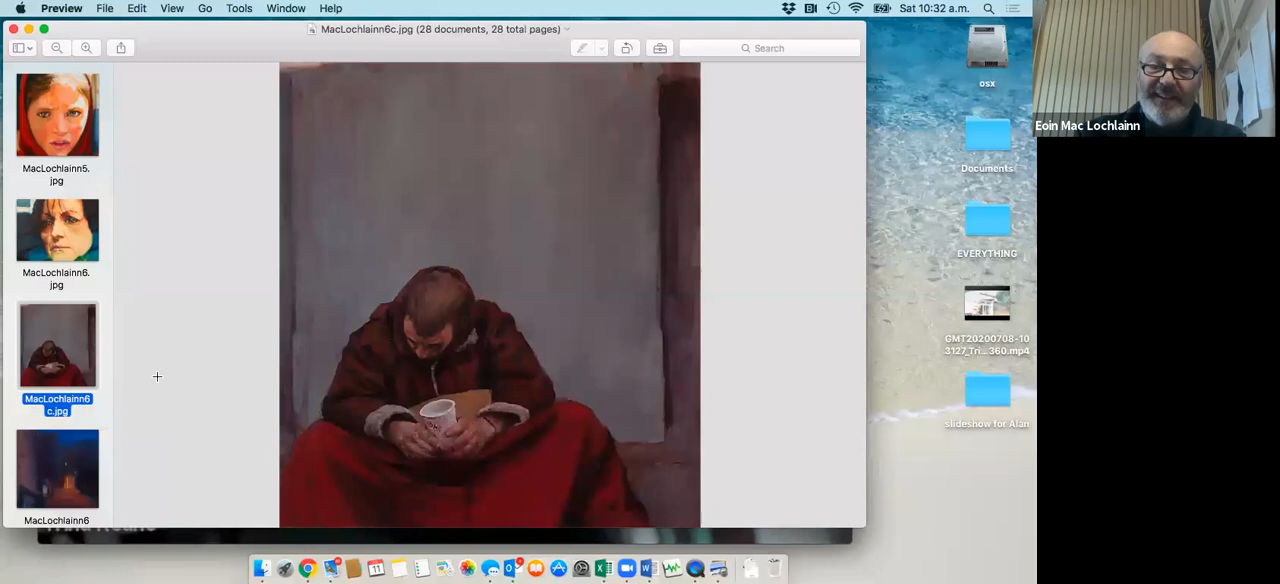 Preview File Edit View Go Tools Window Help
Sat 10:32 a.m.
MacLochlainn6c.jpg (28 documents, 28 total pages)
Search
MacLochlainn5.
jpg
MacLochlainn6.
jpg
MacLochlainn6
c.jpg
MacLochlainn6
osx
Documents
EVERYTHING
GMT20200708-10
3127_Tri...360.mp4
slideshow for Alan
Eoin Mac Lochlainn
11